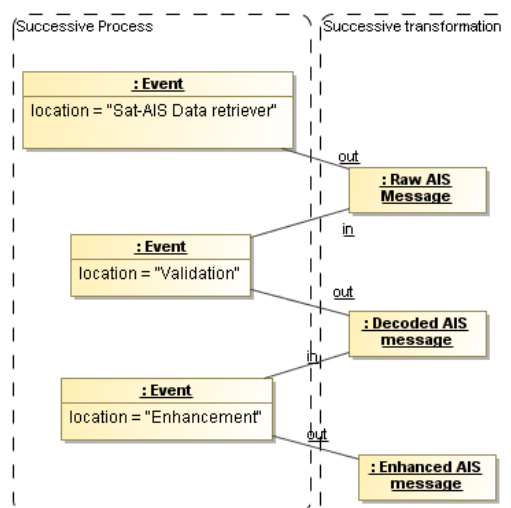 Successive Process
Successive transformation
: Event
location = "Sat-AIS Data retriever"
out
: Raw AIS
Message
in
: Event
location = "Validation"
out
: Decoded AIS
message
in
: Event
location = "Enhancement"
out
: Enhanced AIS
message